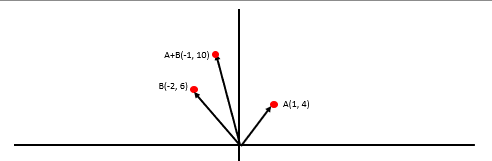 A+B(-1, 10)
B(-2, 6)
A(1, 4)